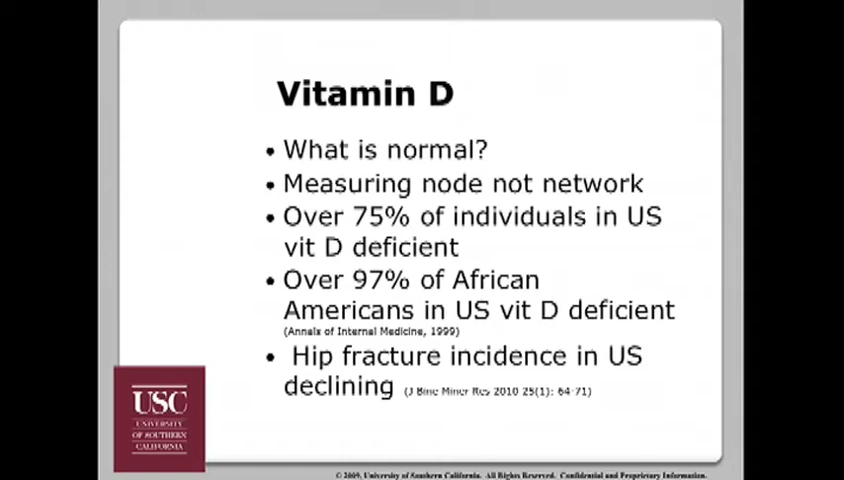 Vitamin D
• What is normal?
• Measuring node not network
• Over 75% of individuals in US
vit D deficient
• Over 97% of African
Americans in US vit D deficient
(Annals of Internal Medicine, 1999)
• Hip fracture incidence in US
declining (J Bine Miner Res 2010 25(1): 64-71)
USC
UNIVERSITY
OF SOUTHERN
CALIFORNIA
© 2009, University of Southern California. All Rights Reserved. Confidential and Proprietary Information.